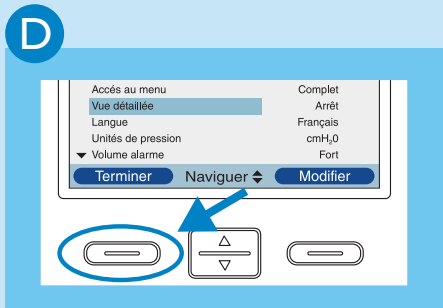 D
Accés au menu Complet
Vue détaillée Arrêt
Langue Français
Unités de pression cmH₂0
Volume alarme Fort
Terminer Naviguer Modifier